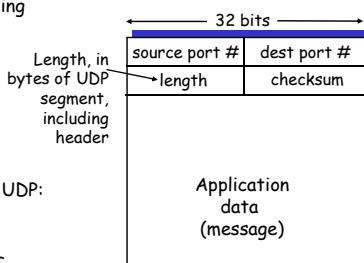 ing
32 bits
source port # dest port #
Length, in
bytes of UDP
segment,
including
header
length checksum
UDP:
Application
data
(message)